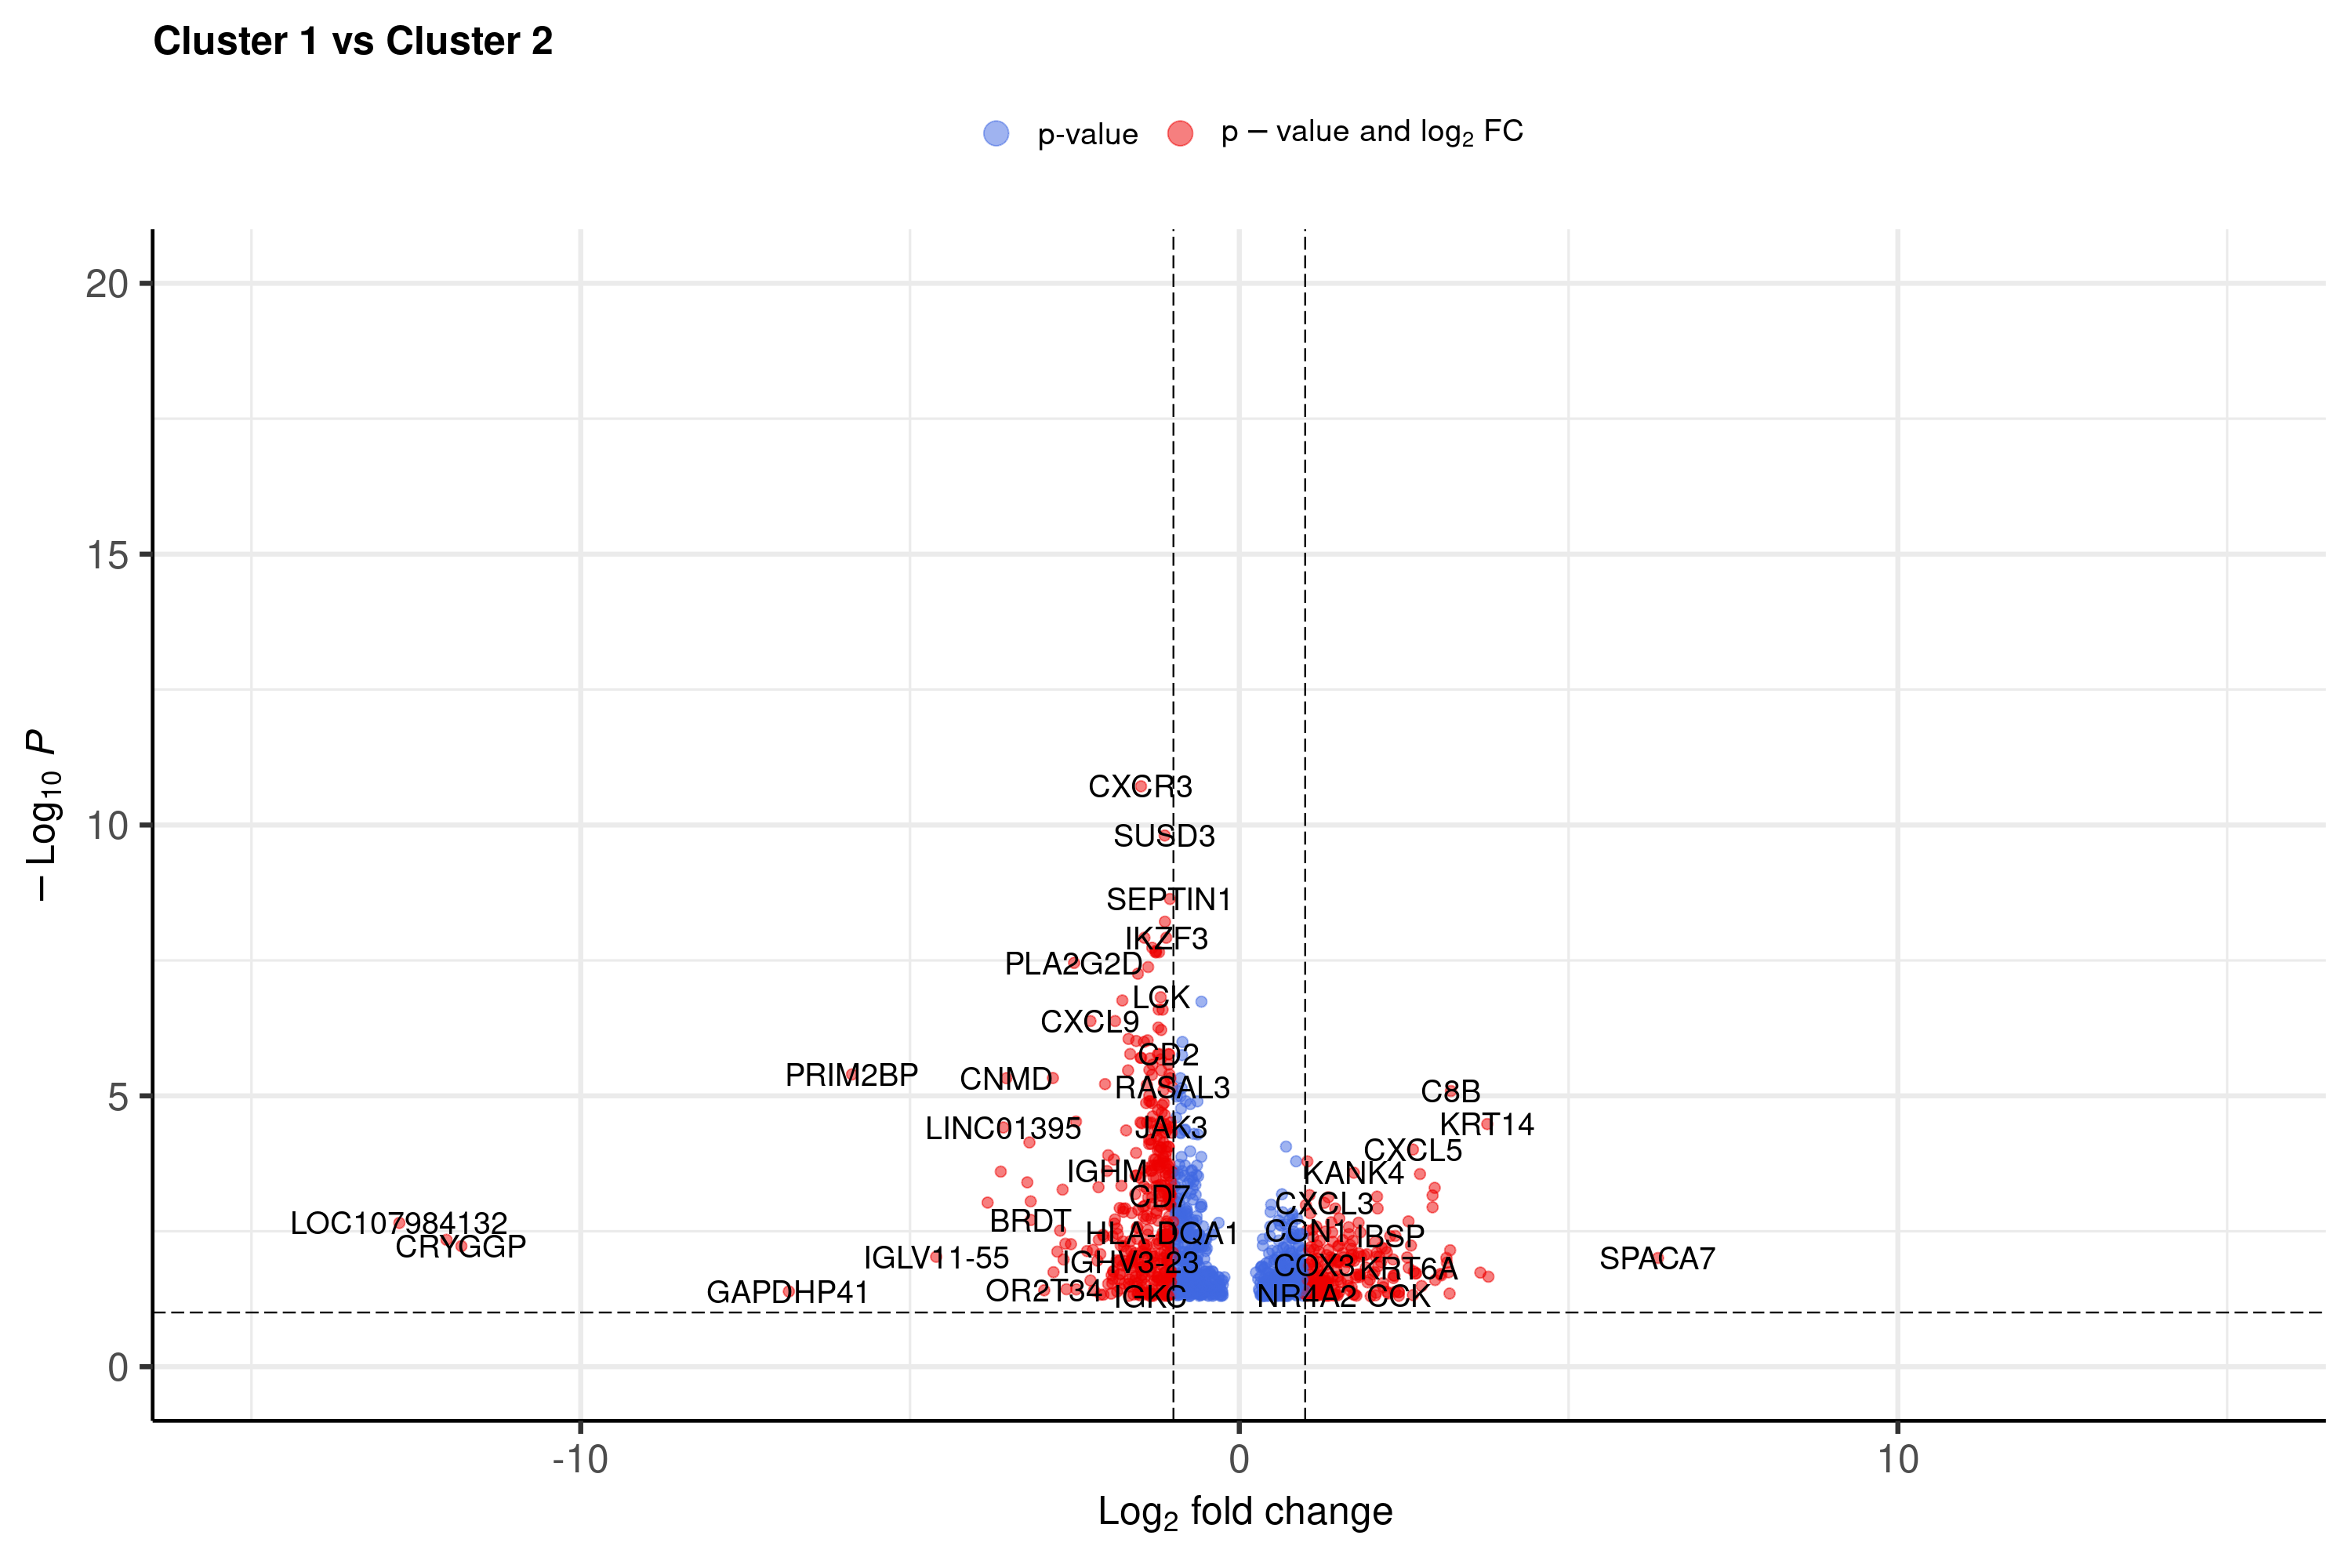 Cluster 1 vs Cluster 2
p-value
p − value and log₂ FC
20
15
10
5
0
− Log₁₀ P
CXCR3
SUSD3
SEPTIN1
IKZF3
PLA2G2D
LCK
CXCL9
CD2
PRIM2BP
CNMD
RASAL3
C8B
LINC01395
JAK3
KRT14
CXCL5
IGHM
KANK4
CD7
CXCL3
LOC107984132
BRDT
HLA-DQA1
CCN1
IBSP
CRYGGP
IGLV11-55
IGHV3-23
COX3
KRT6A
SPACA7
GAPDHP41
OR2T34
IGKC
NR4A2
CCK
-10
0
10
Log₂ fold change